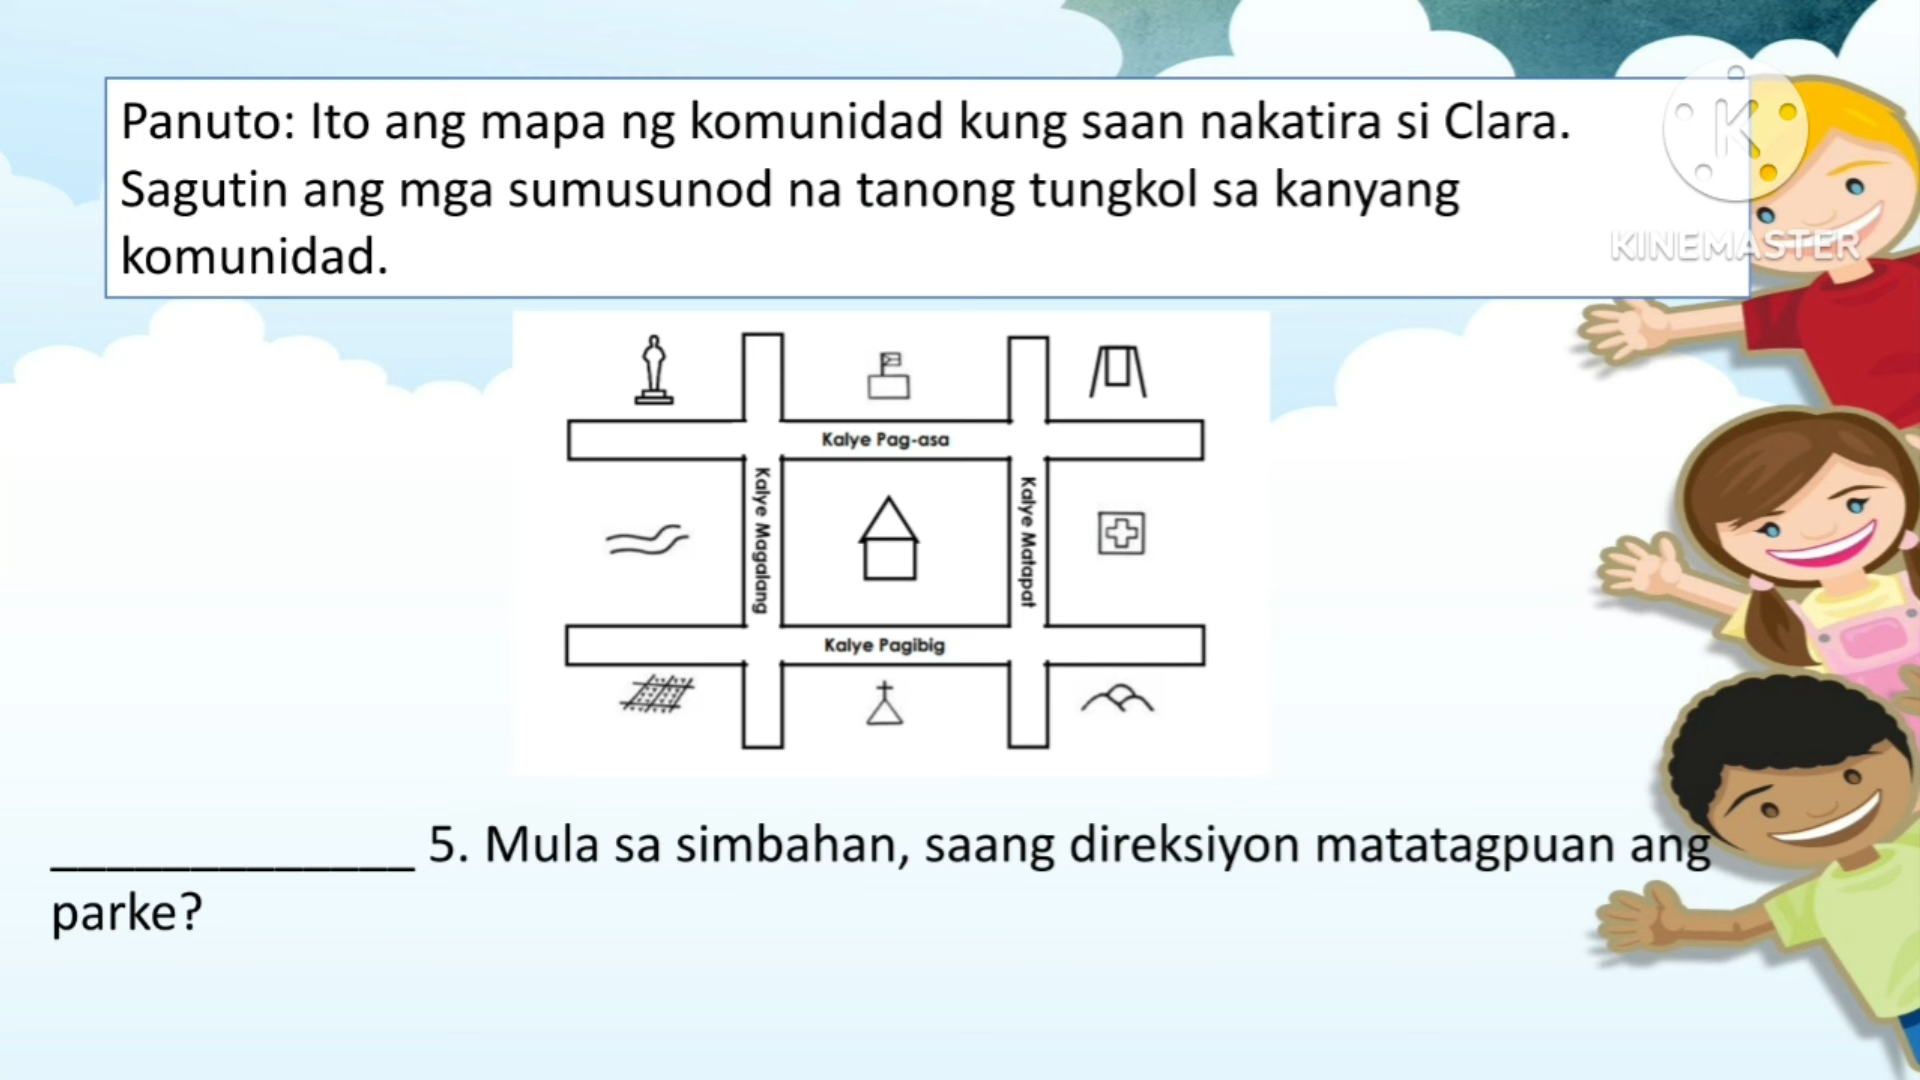 Panuto: Ito ang mapa ng komunidad kung saan nakatira si Clara.
Sagutin ang mga sumusunod na tanong tungkol sa kanyang
komunidad.
K
KINEMASTER
Kalye Pag-asa
Kalye Magalang
Kalye Matapat
Kalye Pagibig
_____________ 5. Mula sa simbahan, saang direksiyon matatagpuan ang
parke?